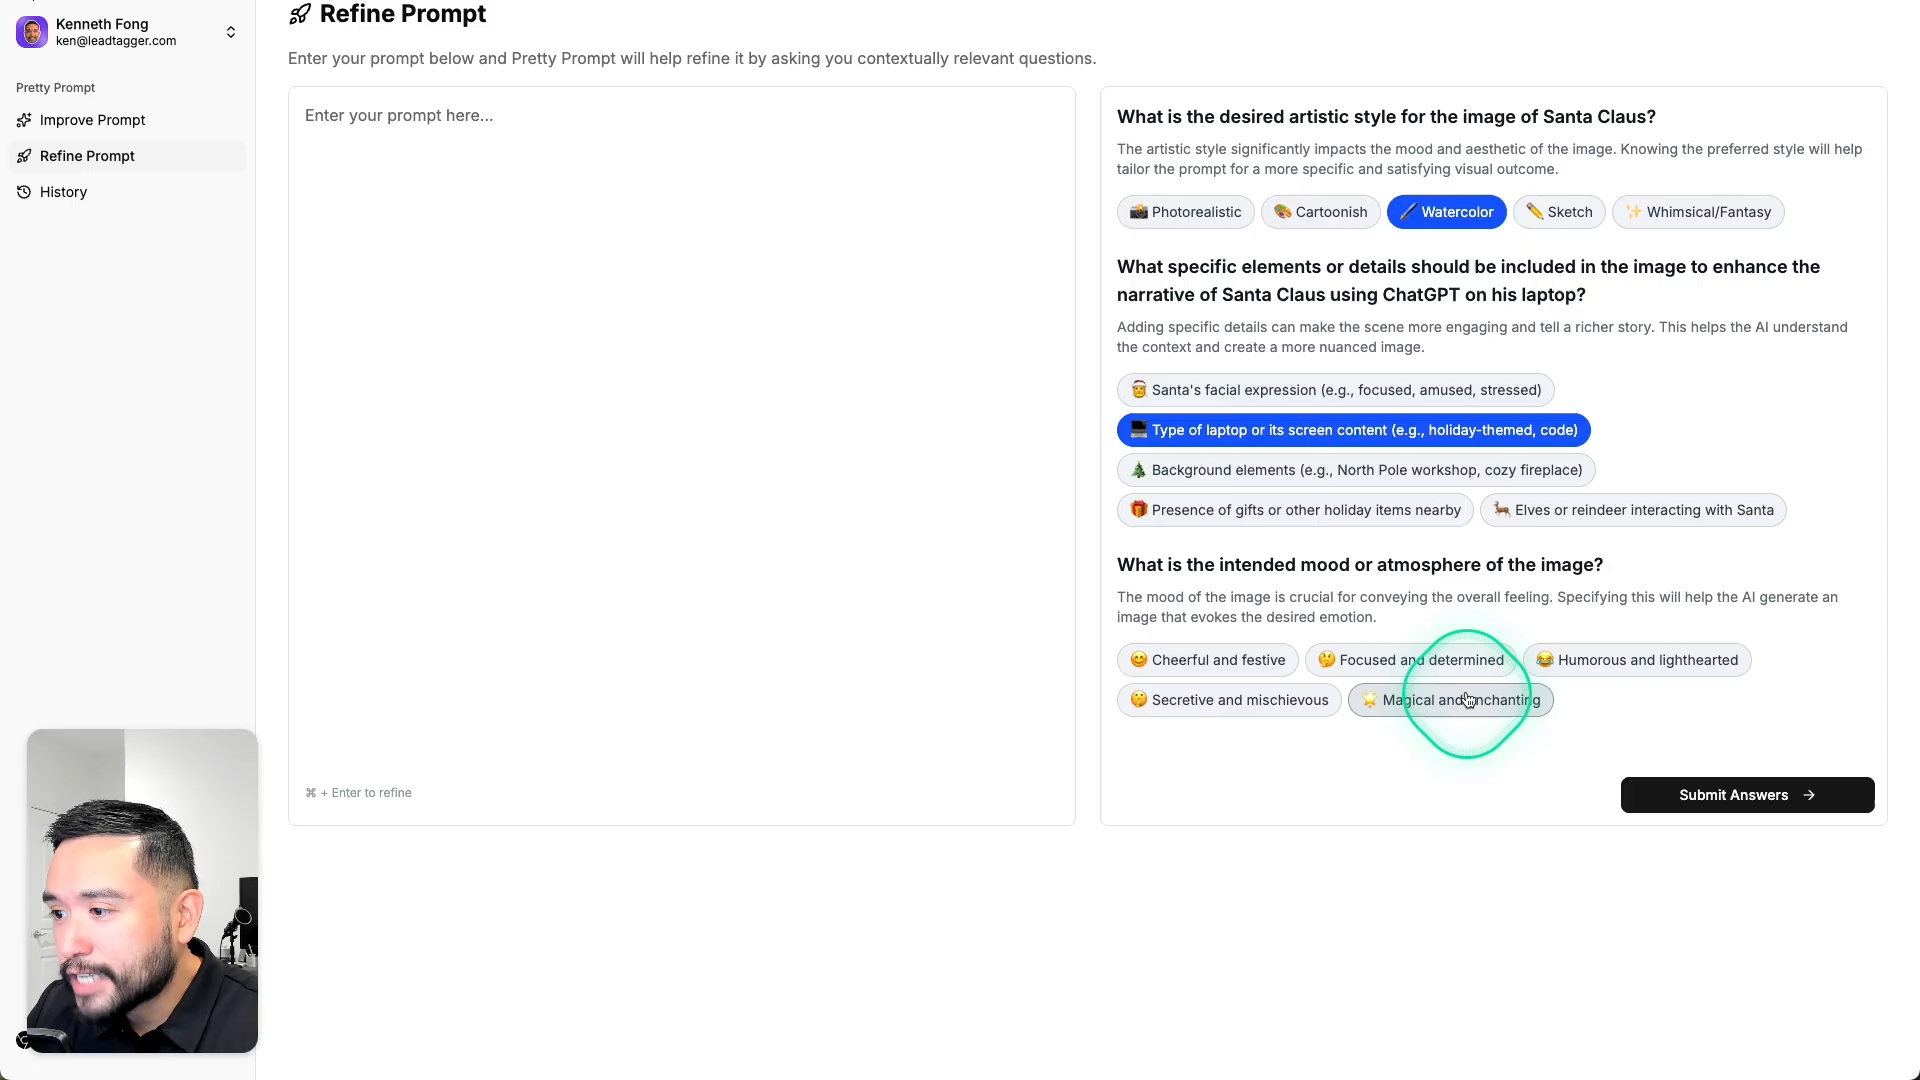 Kenneth Fong
ken@leadtagger.com
Pretty Prompt
Improve Prompt
Refine Prompt
History
Refine Prompt
Enter your prompt below and Pretty Prompt will help refine it by asking you contextually relevant questions.
Enter your prompt here...
⌘ + Enter to refine
What is the desired artistic style for the image of Santa Claus?
The artistic style significantly impacts the mood and aesthetic of the image. Knowing the preferred style will help
tailor the prompt for a more specific and satisfying visual outcome.
Photorealistic
Cartoonish
Watercolor
Sketch
Whimsical/Fantasy
What specific elements or details should be included in the image to enhance the
narrative of Santa Claus using ChatGPT on his laptop?
Adding specific details can make the scene more engaging and tell a richer story. This helps the AI understand
the context and create a more nuanced image.
Santa's facial expression (e.g., focused, amused, stressed)
Type of laptop or its screen content (e.g., holiday-themed, code)
Background elements (e.g., North Pole workshop, cozy fireplace)
Presence of gifts or other holiday items nearby
Elves or reindeer interacting with Santa
What is the intended mood or atmosphere of the image?
The mood of the image is crucial for conveying the overall feeling. Specifying this will help the AI generate an
image that evokes the desired emotion.
Cheerful and festive
Focused and determined
Humorous and lighthearted
Secretive and mischievous
Magical and enchanting
Submit Answers